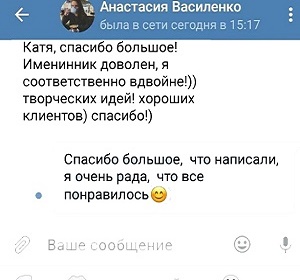 Анастасия Василенко
была в сети сегодня в 15:17
Катя, спасибо большое!
Именинник доволен, я
соответственно вдвойне!))
творческих идей! хороших
клиентов) спасибо!)
Спасибо большое, что написали,
я очень рада, что все
понравилось😊
Ваше сообщение